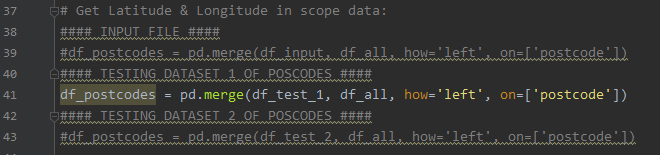 37 # Get Latitude & Longitude in scope data:
38 #### INPUT FILE ####
39 #df_postcodes = pd.merge(df_input, df_all, how='left', on=['postcode'])
40 #### TESTING DATASET 1 OF POSCODES ####
41 df_postcodes = pd.merge(df_test_1, df_all, how='left', on=['postcode'])
42 #### TESTING DATASET 2 OF POSCODES ####
43 #df_postcodes = pd.merge(df_test_2, df_all, how='left', on=['postcode'])